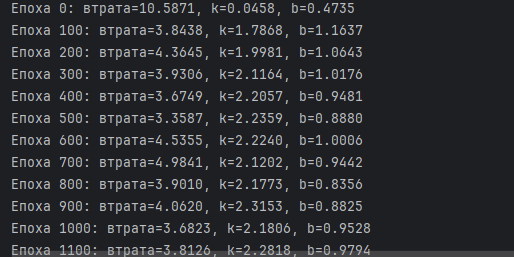 Епоха 0: втрата=10.5871, k=0.0458, b=0.4735
Епоха 100: втрата=3.8438, k=1.7868, b=1.1637
Епоха 200: втрата=4.3645, k=1.9981, b=1.0643
Епоха 300: втрата=3.9306, k=2.1164, b=1.0176
Епоха 400: втрата=3.6749, k=2.2057, b=0.9481
Епоха 500: втрата=3.3587, k=2.2359, b=0.8880
Епоха 600: втрата=4.5355, k=2.2240, b=1.0006
Епоха 700: втрата=4.9841, k=2.1202, b=0.9442
Епоха 800: втрата=3.9010, k=2.1773, b=0.8356
Епоха 900: втрата=4.0620, k=2.3153, b=0.8825
Епоха 1000: втрата=3.6823, k=2.1806, b=0.9528
Епоха 1100: втрата=3.8126, k=2.2818, b=0.9794